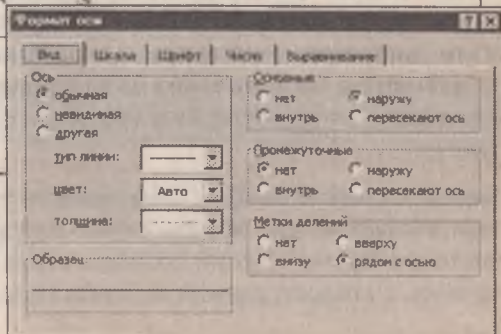 Формат оси
Вид Шкала Шрифт Число Выравнивание
Ось
обычная
невидимая
другая
тип линии:
цвет: Авто
толщина:
Образец
Основные
нет наружу
внутрь пересекают ось
Промежуточные
нет наружу
внутрь пересекают ось
Метки делений
нет вверху
внизу рядом с осью